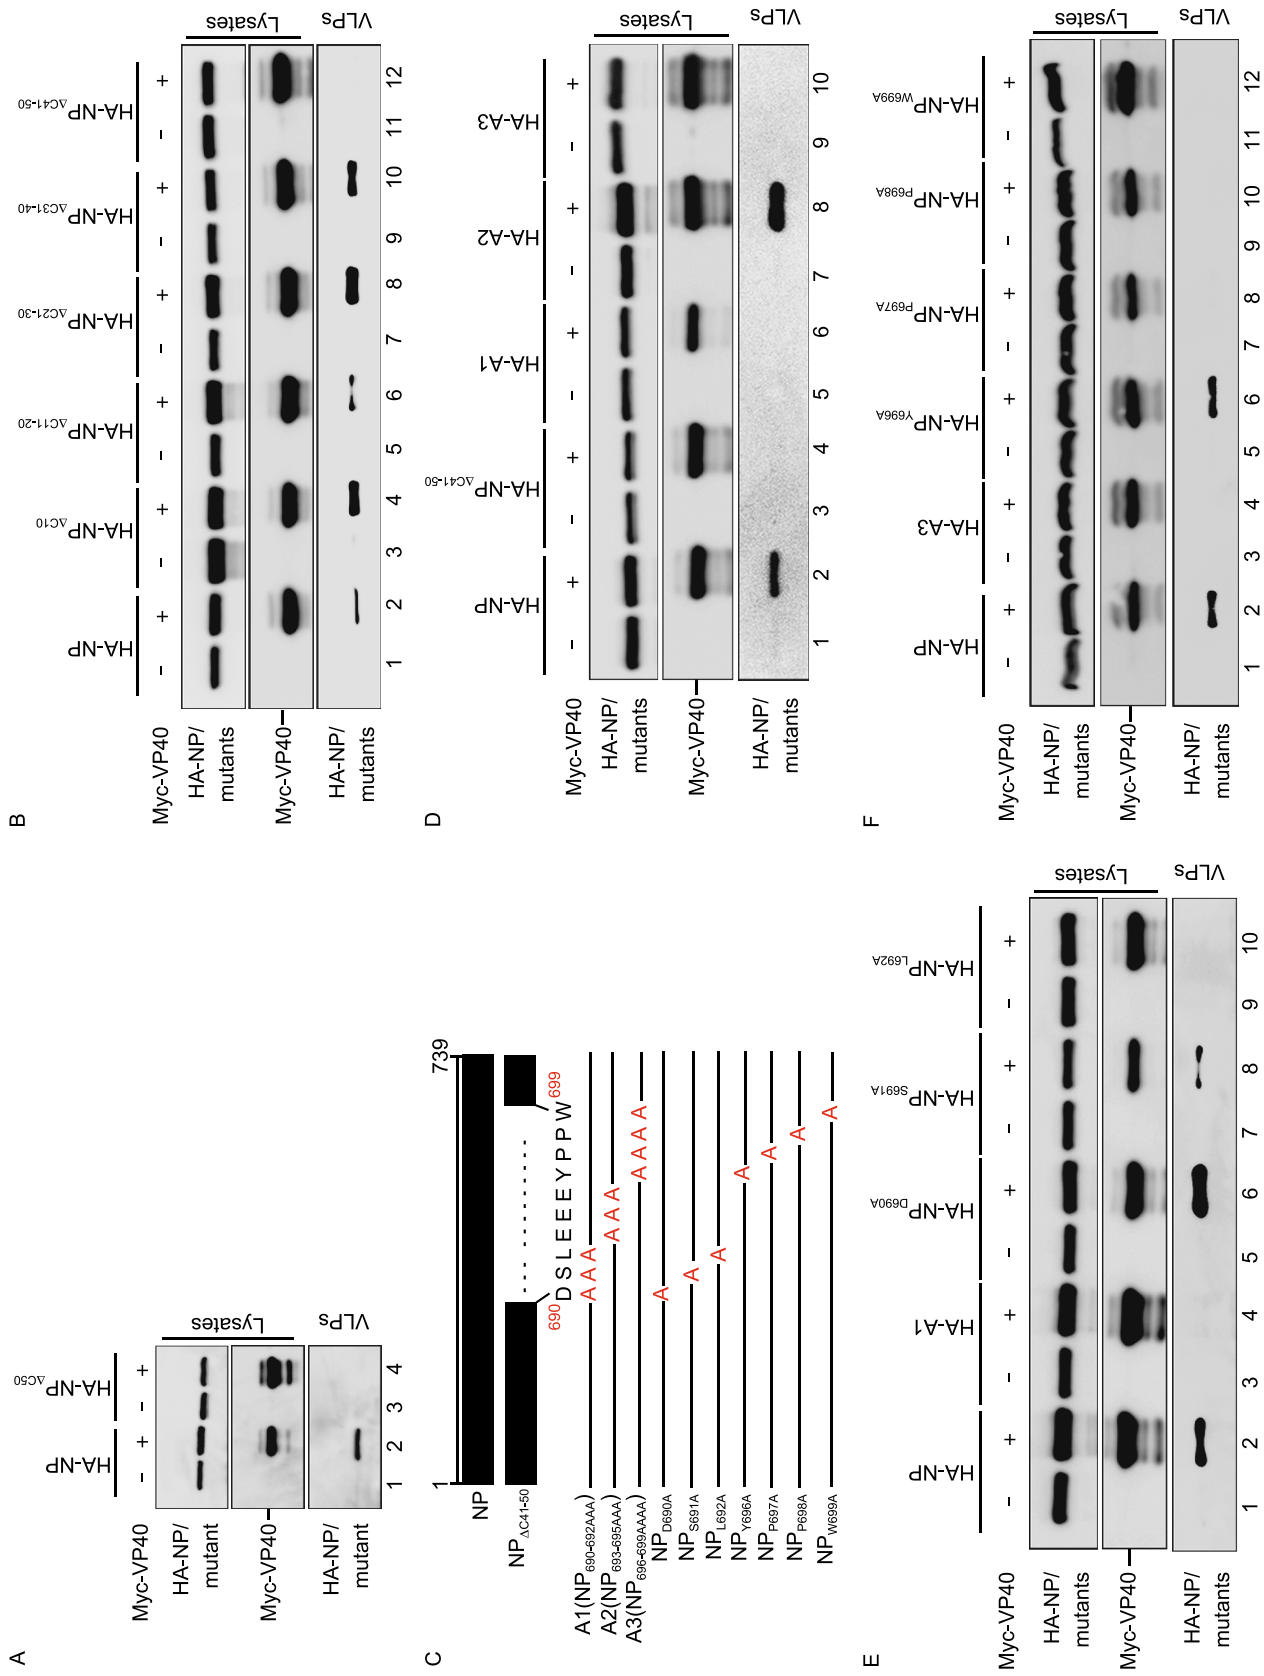 A
HA-NP HA-NPΔC50
Myc-VP40 - + - +
HA-NP/
mutant
Myc-VP40
HA-NP/
mutant
Lysates
VLPs
1 2 3 4
B
HA-NP HA-NPΔC10 HA-NPΔC11-20 HA-NPΔC21-30 HA-NPΔC31-40 HA-NPΔC41-50
Myc-VP40 - + - + - + - + - + - +
HA-NP/
mutants
Myc-VP40
HA-NP/
mutants
Lysates
VLPs
1 2 3 4 5 6 7 8 9 10 11 12
C
1 739
NP
NPΔC41-50
690 DSLEEEYPPW 699
A1(NP690-692AAA) A A A
A2(NP693-695AAA) A A A
A3(NP696-699AAAA) A A A A
NPD690A A
NPS691A A
NPL692A A
NPY696A A
NPP697A A
NPP698A A
NPW699A A
D
HA-NP HA-NPΔC41-50 HA-A1 HA-A2 HA-A3
Myc-VP40 - + - + - + - + - +
HA-NP/
mutants
Myc-VP40
HA-NP/
mutants
Lysates
VLPs
1 2 3 4 5 6 7 8 9 10
E
HA-NP HA-A1 HA-NPD690A HA-NPS691A HA-NPL692A
Myc-VP40 - + - + - + - + - +
HA-NP/
mutants
Myc-VP40
HA-NP/
mutants
Lysates
VLPs
1 2 3 4 5 6 7 8 9 10
F
HA-NP HA-A3 HA-NPY696A HA-NPP697A HA-NPP698A HA-NPW699A
Myc-VP40 - + - + - + - + - + - +
HA-NP/
mutants
Myc-VP40
HA-NP/
mutants
Lysates
VLPs
1 2 3 4 5 6 7 8 9 10 11 12